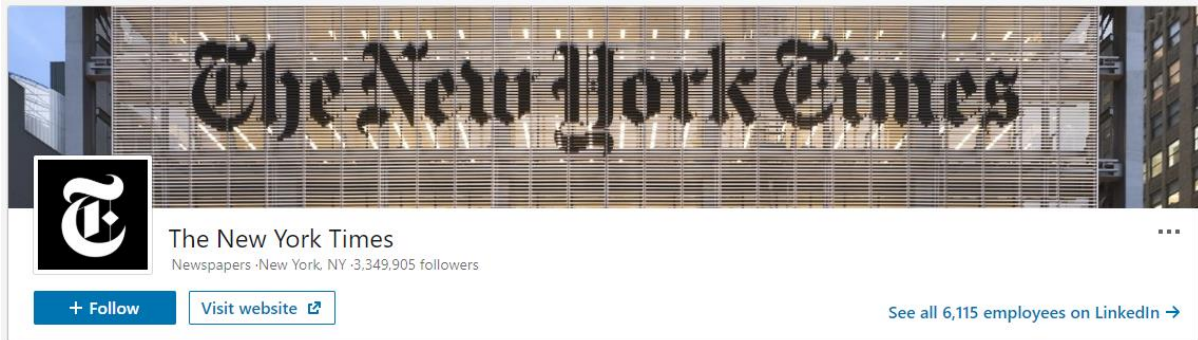 The New York Times
T
The New York Times
Newspapers ·New York, NY ·3,349,905 followers
+ Follow
Visit website
See all 6,115 employees on LinkedIn →